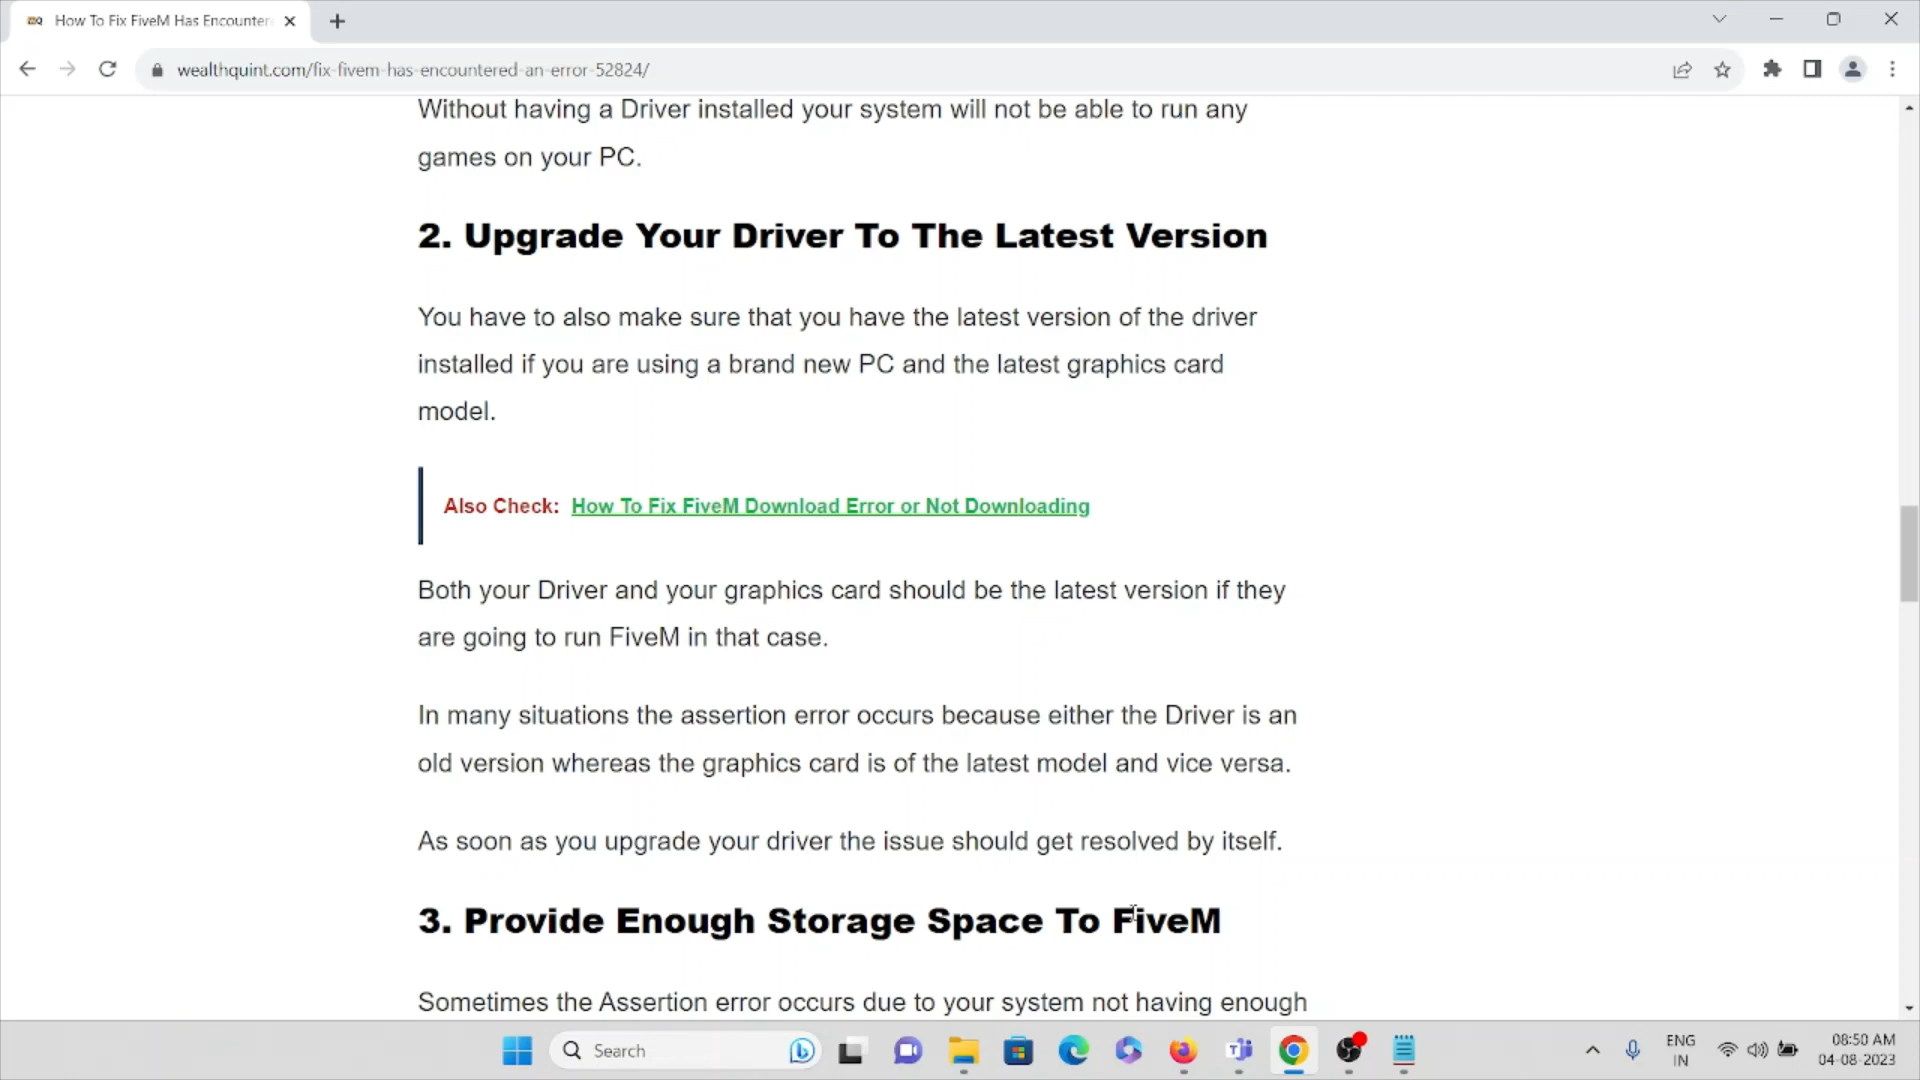 How To Fix FiveM Has Encounter
wealthquint.com/fix-fivem-has-encountered-an-error-52824/
Without having a Driver installed your system will not be able to run any
games on your PC.
2. Upgrade Your Driver To The Latest Version
You have to also make sure that you have the latest version of the driver
installed if you are using a brand new PC and the latest graphics card
model.
Also Check: How To Fix FiveM Download Error or Not Downloading
Both your Driver and your graphics card should be the latest version if they
are going to run FiveM in that case.
In many situations the assertion error occurs because either the Driver is an
old version whereas the graphics card is of the latest model and vice versa.
As soon as you upgrade your driver the issue should get resolved by itself.
3. Provide Enough Storage Space To FiveM
Sometimes the Assertion error occurs due to your system not having enough
Search
ENG
IN
08:50 AM
04-08-2023